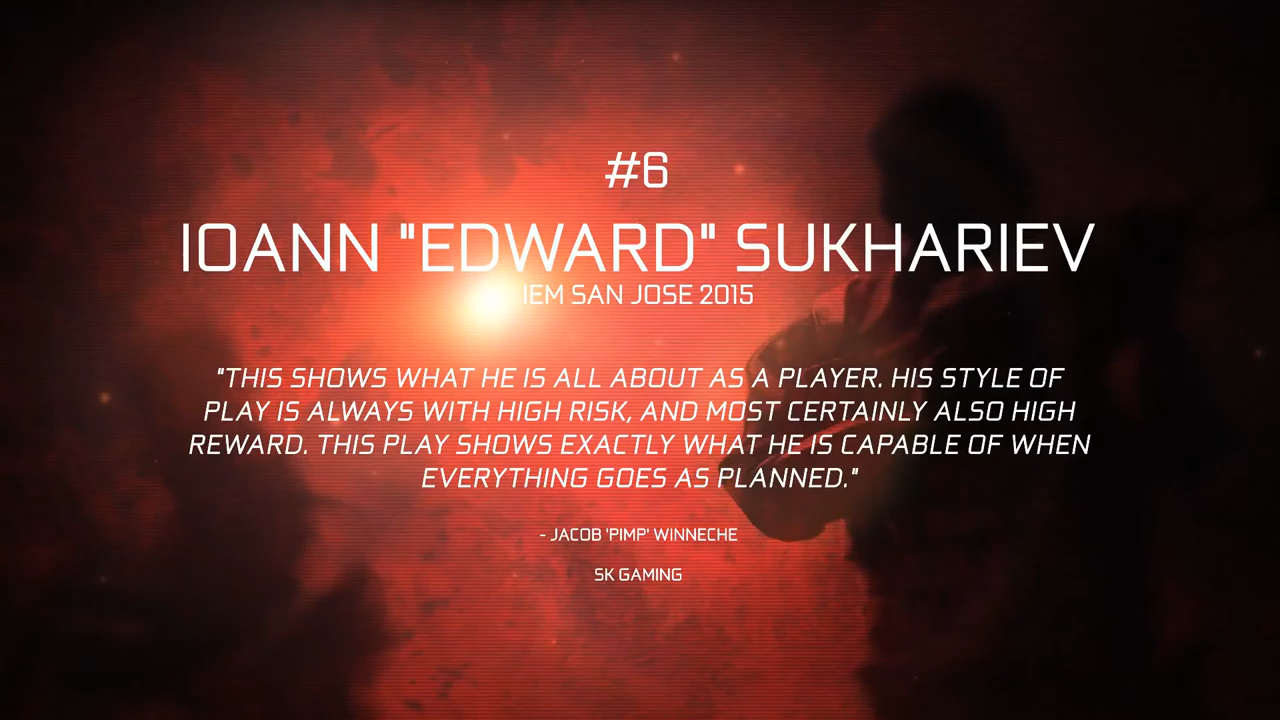 #6
IOANN "EDWARD" SUKHARIEV
IEM SAN JOSE 2015
"THIS SHOWS WHAT HE IS ALL ABOUT AS A PLAYER. HIS STYLE OF
PLAY IS ALWAYS WITH HIGH RISK, AND MOST CERTAINLY ALSO HIGH
REWARD. THIS PLAY SHOWS EXACTLY WHAT HE IS CAPABLE OF WHEN
EVERYTHING GOES AS PLANNED."
- JACOB 'PIMP' WINNECHE
SK GAMING